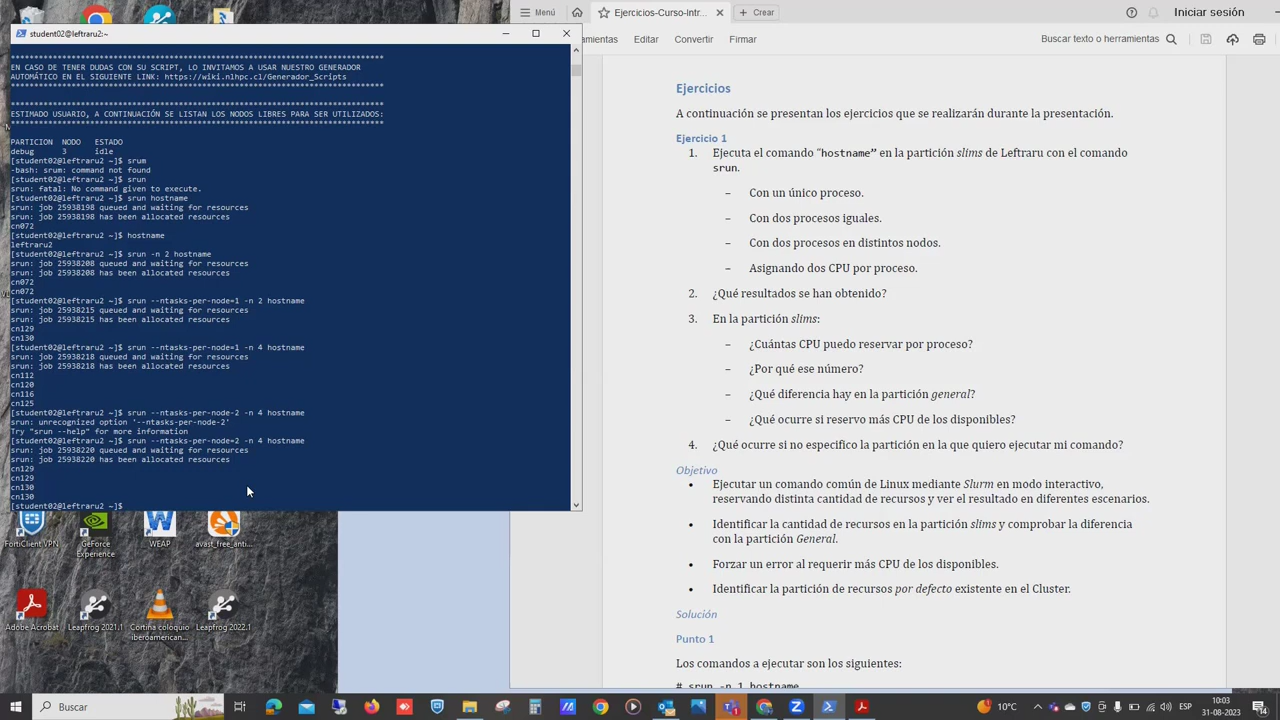 student02@leftraru2:~
********************************************************************************
EN CASO DE TENER DUDAS CON SU SCRIPT, LO INVITAMOS A USAR NUESTRO GENERADOR
AUTOMÁTICO EN EL SIGUIENTE LINK: https://wiki.nlhpc.cl/Generador_Scripts
********************************************************************************
********************************************************************************
ESTIMADO USUARIO, A CONTINUACIÓN SE LISTAN LOS NODOS LIBRES PARA SER UTILIZADOS:
********************************************************************************
PARTICION NODO ESTADO
debug 3 idle
[student02@leftraru2 ~]$ srum
-bash: srum: command not found
[student02@leftraru2 ~]$ srun
srun: fatal: No command given to execute.
[student02@leftraru2 ~]$ srun hostname
srun: job 25938198 queued and waiting for resources
srun: job 25938198 has been allocated resources
cn072
[student02@leftraru2 ~]$ hostname
leftraru2
[student02@leftraru2 ~]$ srun -n 2 hostname
srun: job 25938208 queued and waiting for resources
srun: job 25938208 has been allocated resources
cn072
cn072
[student02@leftraru2 ~]$ srun --ntasks-per-node=1 -n 2 hostname
srun: job 25938215 queued and waiting for resources
srun: job 25938215 has been allocated resources
cn129
cn130
[student02@leftraru2 ~]$ srun --ntasks-per-node=1 -n 4 hostname
srun: job 25938218 queued and waiting for resources
srun: job 25938218 has been allocated resources
cn112
cn120
cn116
cn125
[student02@leftraru2 ~]$ srun --ntasks-per-node-2 -n 4 hostname
srun: unrecognized option '--ntasks-per-node-2'
Try "srun --help" for more information
[student02@leftraru2 ~]$ srun --ntasks-per-node=2 -n 4 hostname
srun: job 25938220 queued and waiting for resources
srun: job 25938220 has been allocated resources
cn129
cn129
cn130
cn130
[student02@leftraru2 ~]$
FortiClient VPN
GeForce Experience
WEAP
avast_free_anti...
Adobe Acrobat
Leapfrog 2021.1
Cortina coloquio iberoamerican...
Leapfrog 2022.1
Menú
Ejercicios-Curso-Intr...
Crear
Iniciar sesión
Editar
Convertir
Firmar
Buscar texto o herramientas
Ejercicios
A continuación se presentan los ejercicios que se realizarán durante la presentación.
Ejercicio 1
1. Ejecuta el comando “hostname” en la partición slims de Leftraru con el comando
srun.
– Con un único proceso.
– Con dos procesos iguales.
– Con dos procesos en distintos nodos.
– Asignando dos CPU por proceso.
2. ¿Qué resultados se han obtenido?
3. En la partición slims:
– ¿Cuántas CPU puedo reservar por proceso?
– ¿Por qué ese número?
– ¿Qué diferencia hay en la partición general?
– ¿Qué ocurre si reservo más CPU de los disponibles?
4. ¿Qué ocurre si no especifico la partición en la que quiero ejecutar mi comando?
Objetivo
• Ejecutar un comando común de Linux mediante Slurm en modo interactivo,
reservando distinta cantidad de recursos y ver el resultado en diferentes escenarios.
• Identificar la cantidad de recursos en la partición slims y comprobar la diferencia
con la partición General.
• Forzar un error al requerir más CPU de los disponibles.
• Identificar la partición de recursos por defecto existente en el Cluster.
Solución
Punto 1
Los comandos a ejecutar son los siguientes:
# srun -n 1 hostname
Buscar
10°C
ESP
10:03
31-08-2023